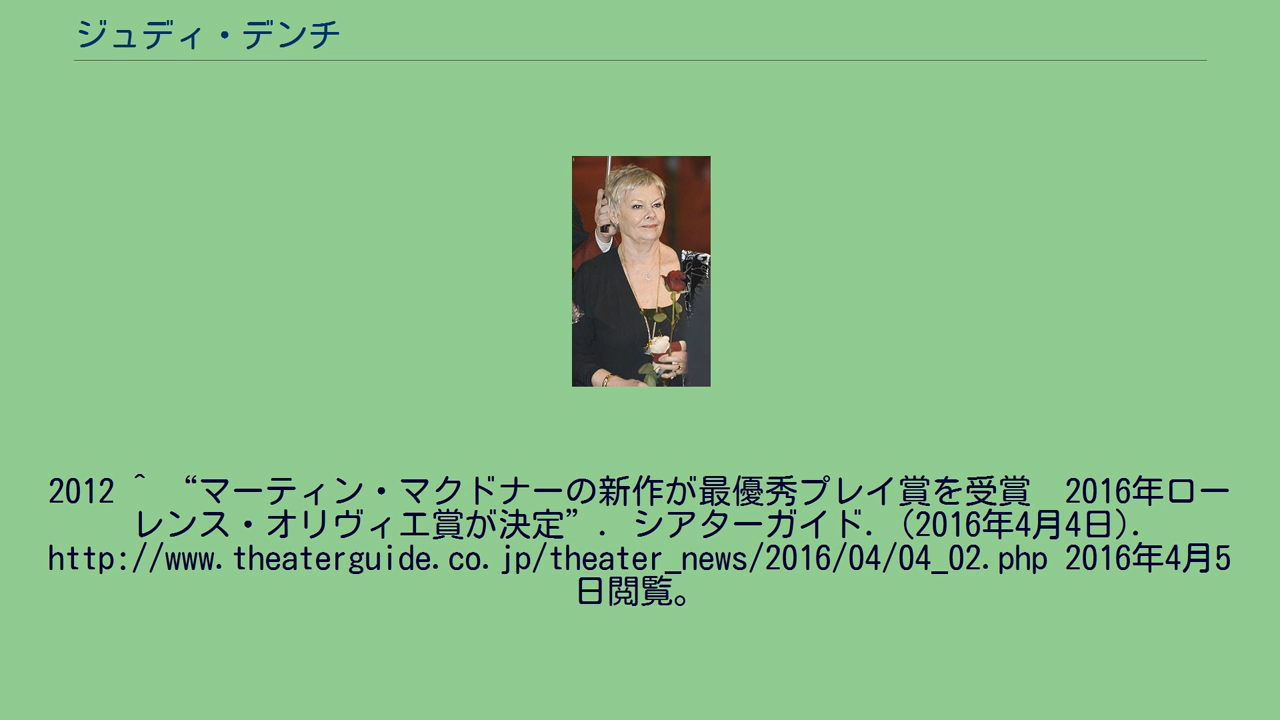 ジュディ・デンチ
2012 ^ “マーティン・マクドナーの新作が最優秀プレイ賞を受賞　2016年ロー
レンス・オリヴィエ賞が決定”. シアターガイド. (2016年4月4日).
http://www.theaterguide.co.jp/theater_news/2016/04/04_02.php 2016年4月5
日閲覧。